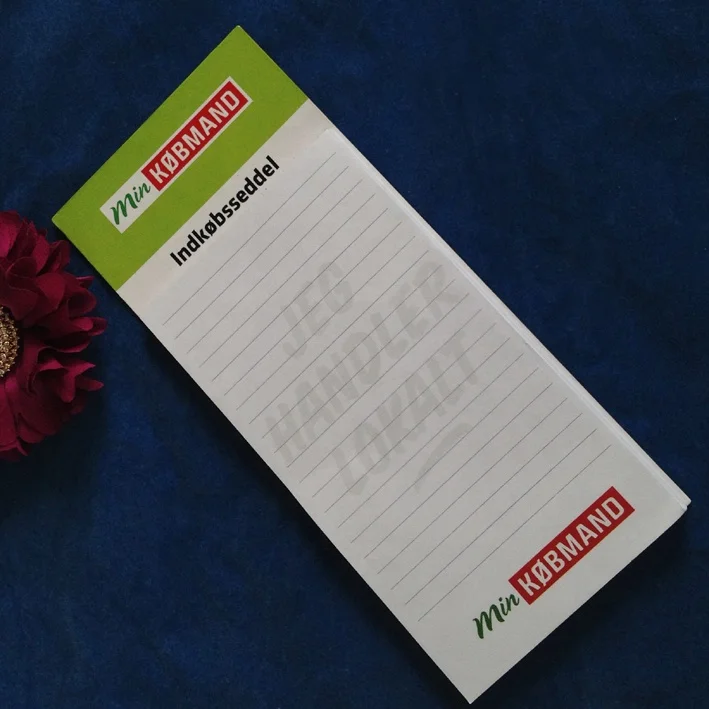 Min KØBMAND
Indkøbsseddel
JEG
HANDLER
LOKALT
Min KØBMAND